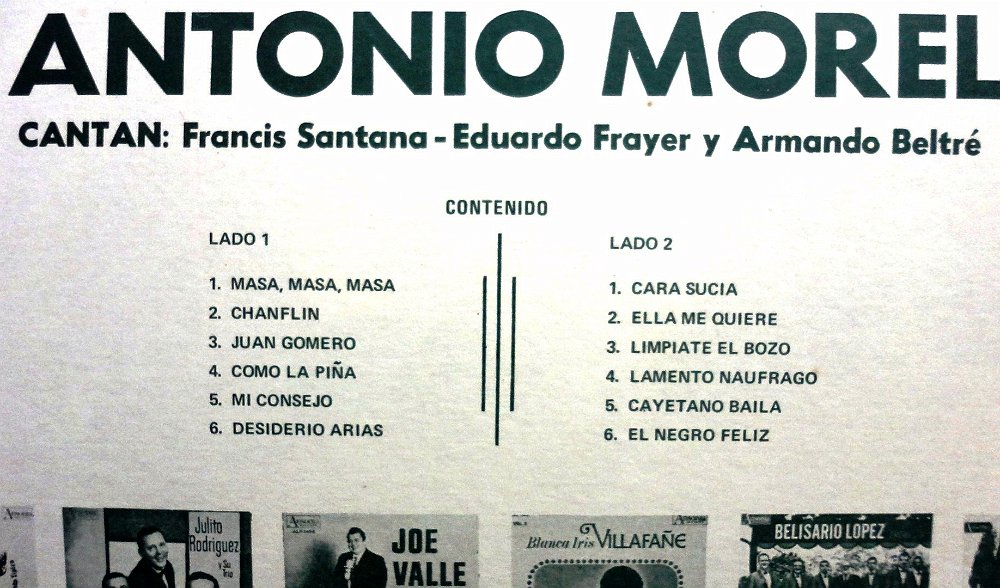 ANTONIO MOREL
CANTAN: Francis Santana - Eduardo Frayer y Armando Beltré
CONTENIDO
LADO 1
1. MASA, MASA, MASA
2. CHANFLIN
3. JUAN GOMERO
4. COMO LA PIÑA
5. MI CONSEJO
6. DESIDERIO ARIAS
LADO 2
1. CARA SUCIA
2. ELLA ME QUIERE
3. LIMPIATE EL BOZO
4. LAMENTO NAUFRAGO
5. CAYETANO BAILA
6. EL NEGRO FELIZ
Julito
Rodriguez
y Su
Trio
JOE
VALLE
Blanca Iris VILLAFAÑE
BELISARIO LOPEZ